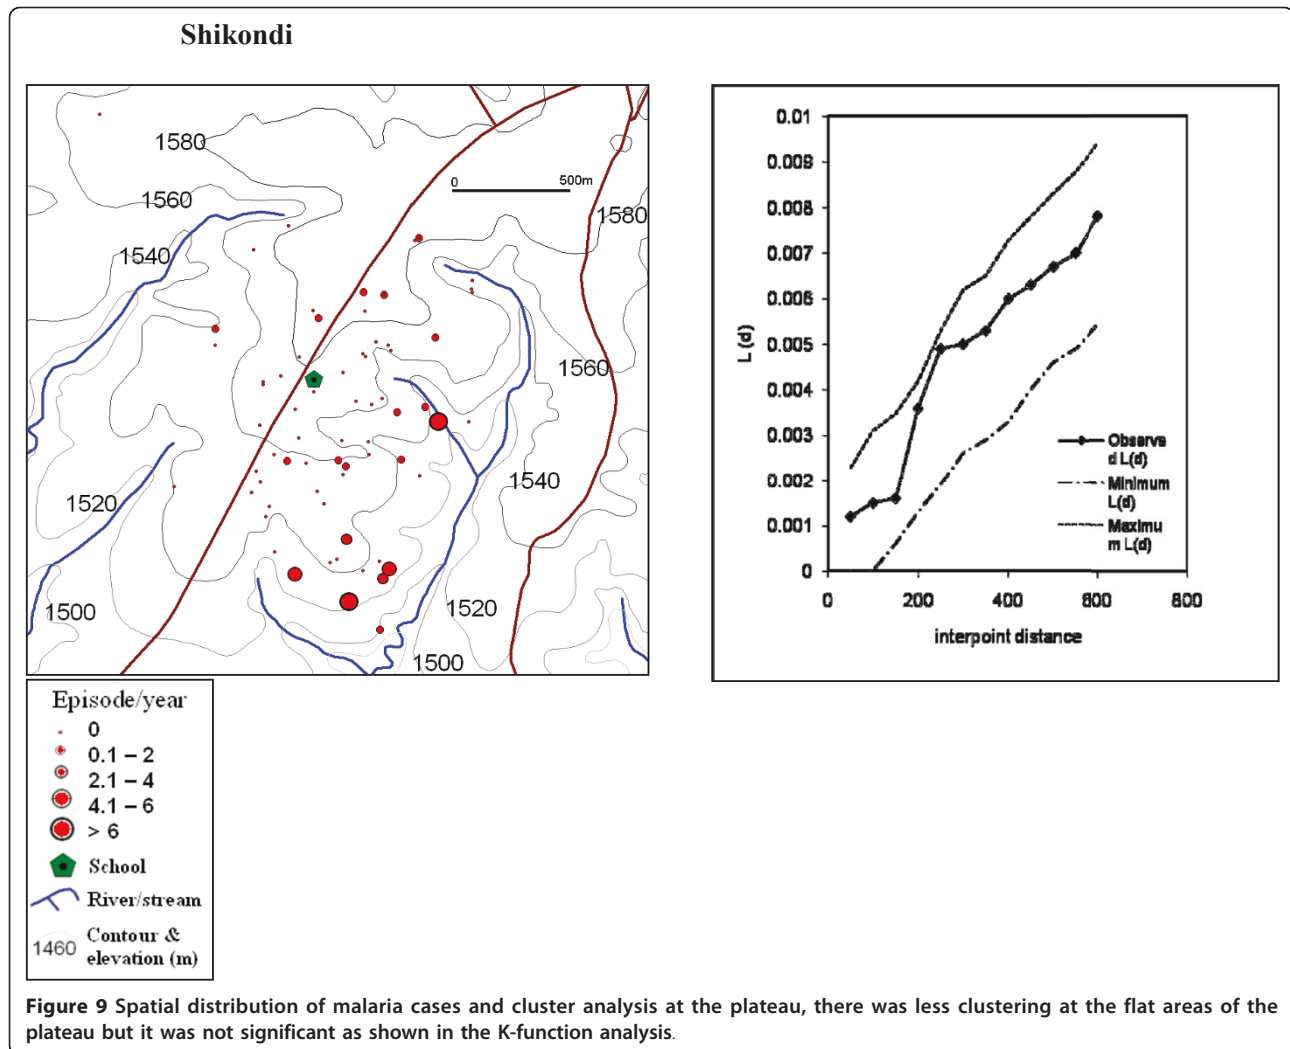 Shikondi
1580
1560
1540
0 500m
1580
1560
1520
1540
1500
1520
1500
Episode/year
0
0.1 – 2
2.1 – 4
4.1 – 6
> 6
School
River/stream
1460 Contour &
elevation (m)
0.01
0.009
0.008
0.007
0.006
0.005
0.004
0.003
0.002
0.001
0
L (d)
0 200 400 600 800
interpoint distance
Observe
d L(d)
Minimum
L(d)
Maximu
m L(d)
Figure 9 Spatial distribution of malaria cases and cluster analysis at the plateau, there was less clustering at the flat areas of the
plateau but it was not significant as shown in the K-function analysis.